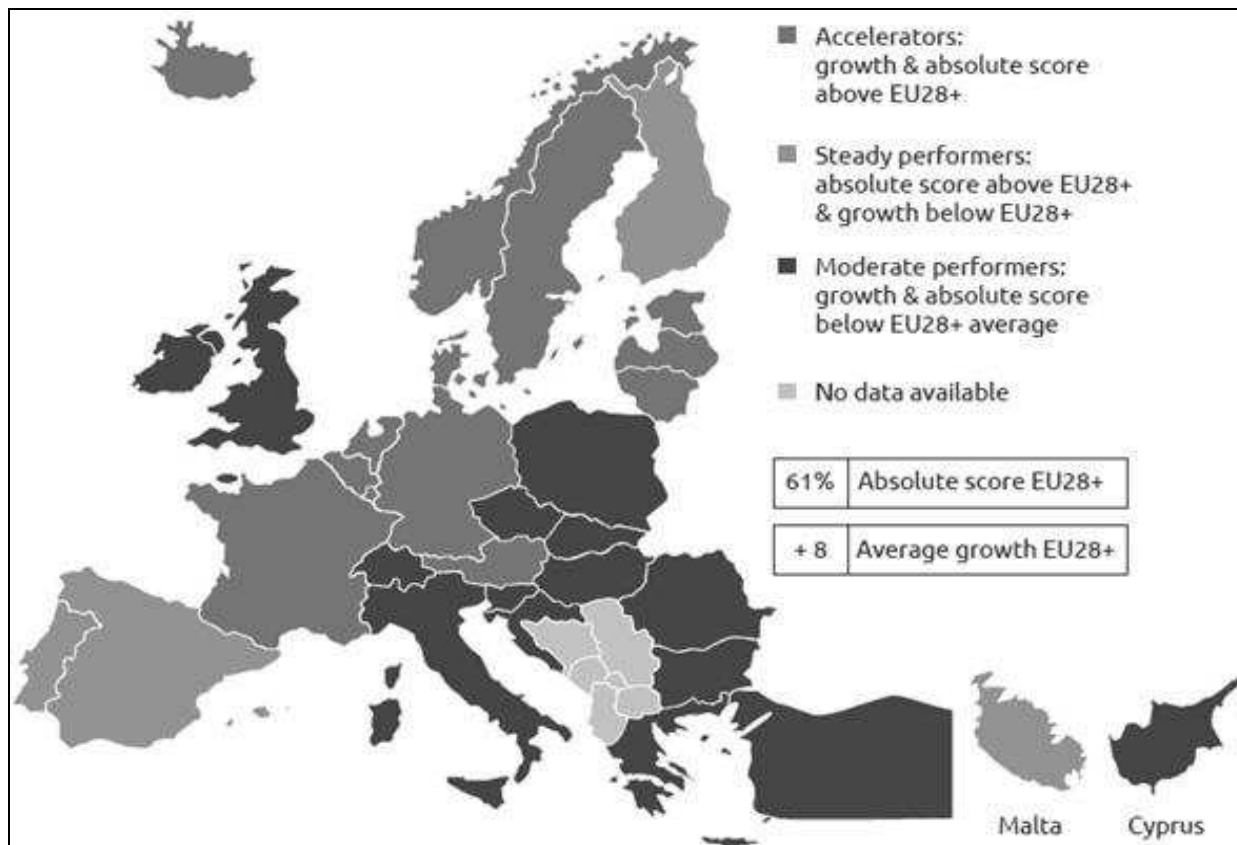 Accelerators:
growth & absolute score
above EU28+
Steady performers:
absolute score above EU28+
& growth below EU28+
Moderate performers:
growth & absolute score
below EU28+ average
No data available
61% Absolute score EU28+
+ 8 Average growth EU28+
Malta Cyprus